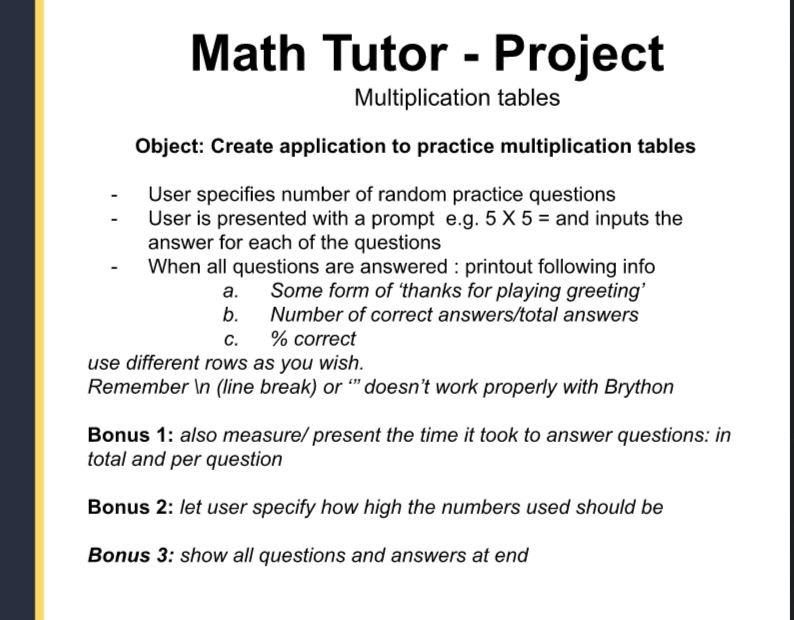 Math Tutor - Project
Multiplication tables
Object: Create application to practice multiplication tables
- User specifies number of random practice questions
- User is presented with a prompt e.g. 5 X 5 = and inputs the
answer for each of the questions
- When all questions are answered : printout following info
a. Some form of ‘thanks for playing greeting’
b. Number of correct answers/total answers
c. % correct
use different rows as you wish.
Remember \n (line break) or ‘” doesn’t work properly with Brython
Bonus 1: also measure/ present the time it took to answer questions: in
total and per question
Bonus 2: let user specify how high the numbers used should be
Bonus 3: show all questions and answers at end